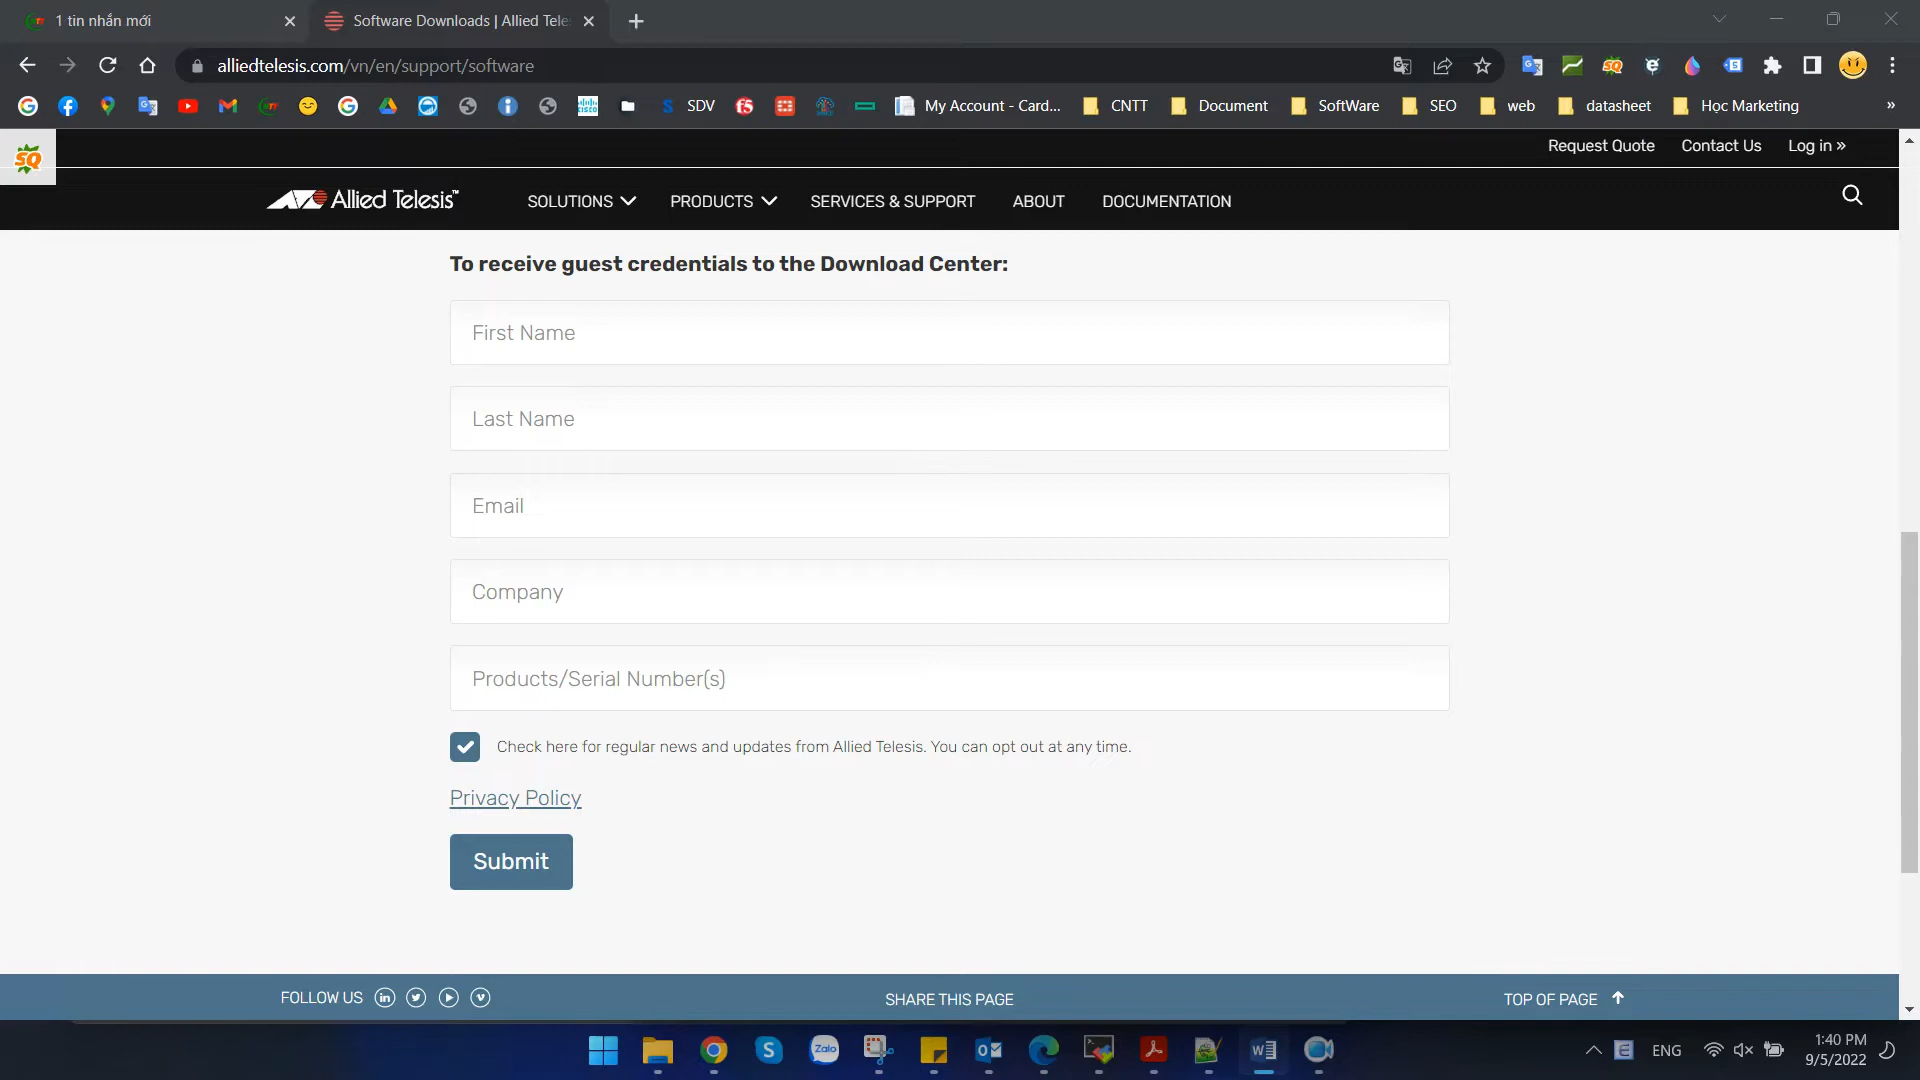 1 tin nhắn mới
Software Downloads | Allied Teles
alliedtelesis.com/vn/en/support/software
SDV
My Account - Card...
CNTT
Document
SoftWare
SEO
web
datasheet
Học Marketing
»
SQ
Request Quote
Contact Us
Log in »
Allied Telesis™
SOLUTIONS
PRODUCTS
SERVICES & SUPPORT
ABOUT
DOCUMENTATION
To receive guest credentials to the Download Center:
First Name
Last Name
Email
Company
Products/Serial Number(s)
Check here for regular news and updates from Allied Telesis. You can opt out at any time.
Privacy Policy
Submit
FOLLOW US
SHARE THIS PAGE
TOP OF PAGE
Zalo
ENG
1:40 PM
9/5/2022